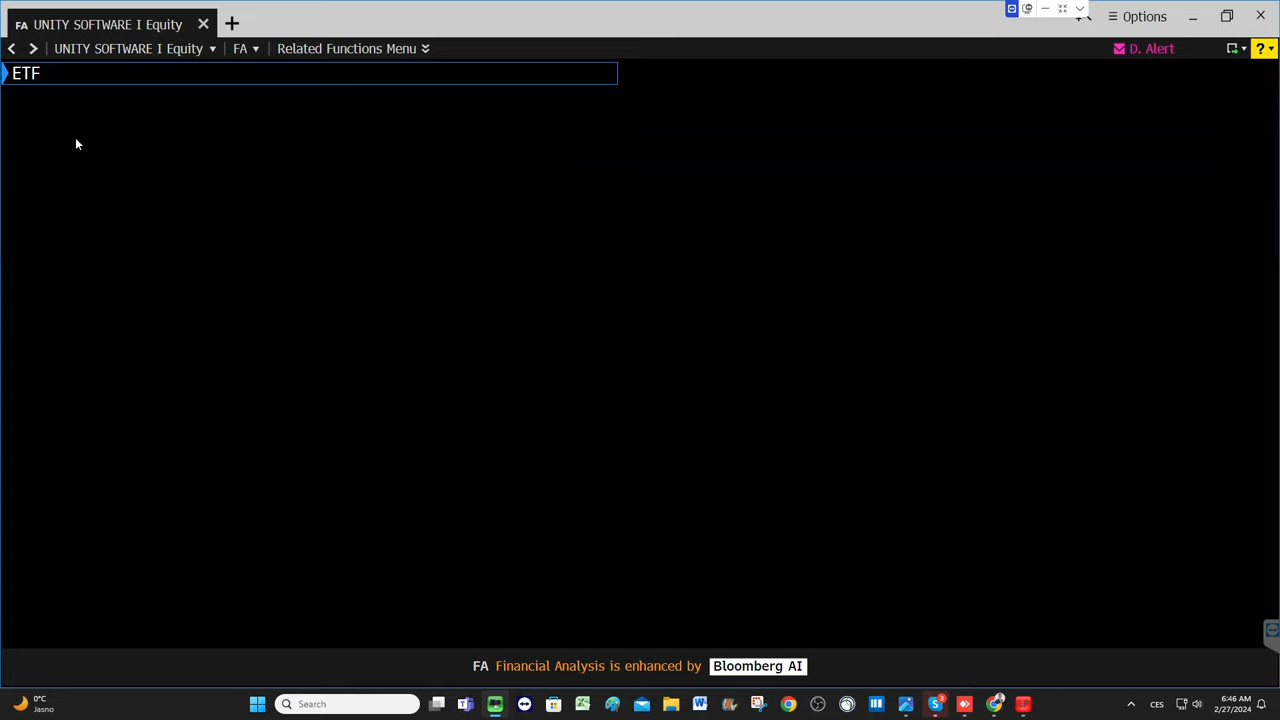 FA UNITY SOFTWARE I Equity
Options
UNITY SOFTWARE I Equity FA Related Functions Menu D. Alert ?
ETF
FA Financial Analysis is enhanced by Bloomberg AI
0°C
Jasno
Search
3
CES
6:46 AM
2/27/2024